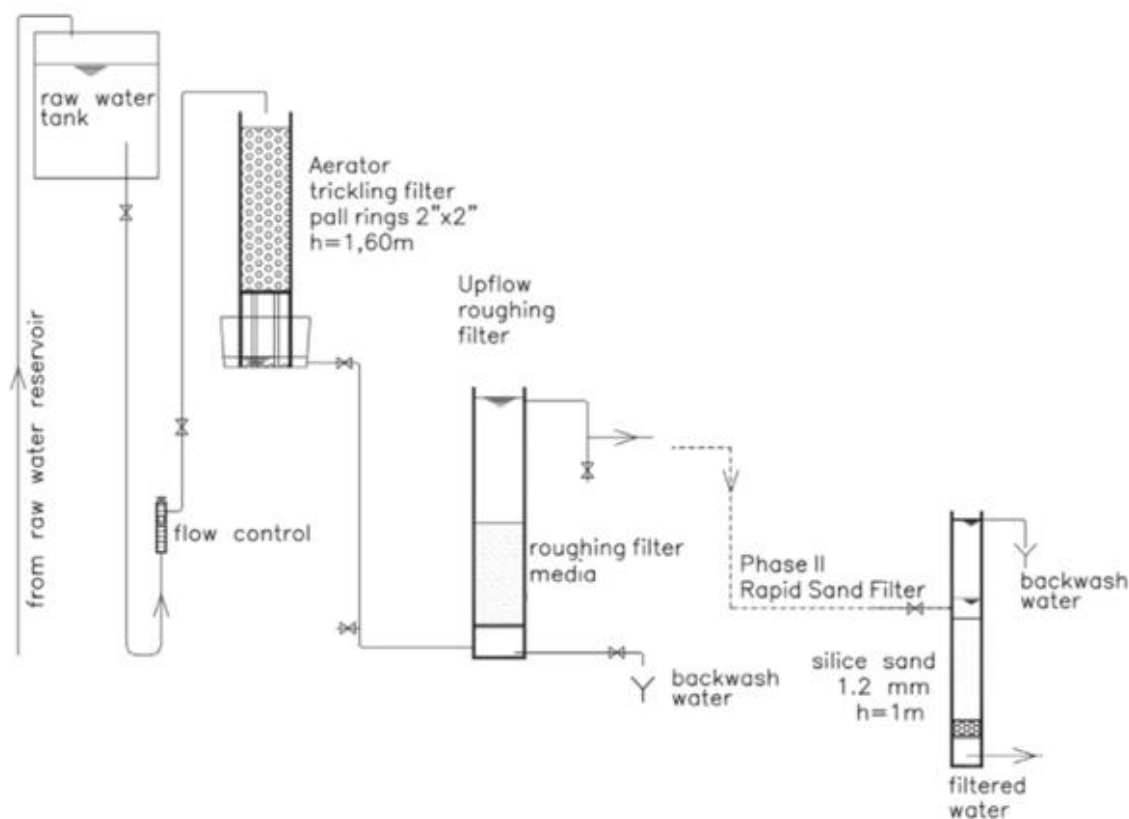 raw water
tank
Aerator
trickling filter
pall rings 2"x2"
h=1,60m
Upflow
roughing
filter
from raw water reservoir
flow control
roughing filter
media
Phase II
Rapid Sand Filter
backwash
water
silice sand
1.2 mm
h=1m
backwash
water
filtered
water